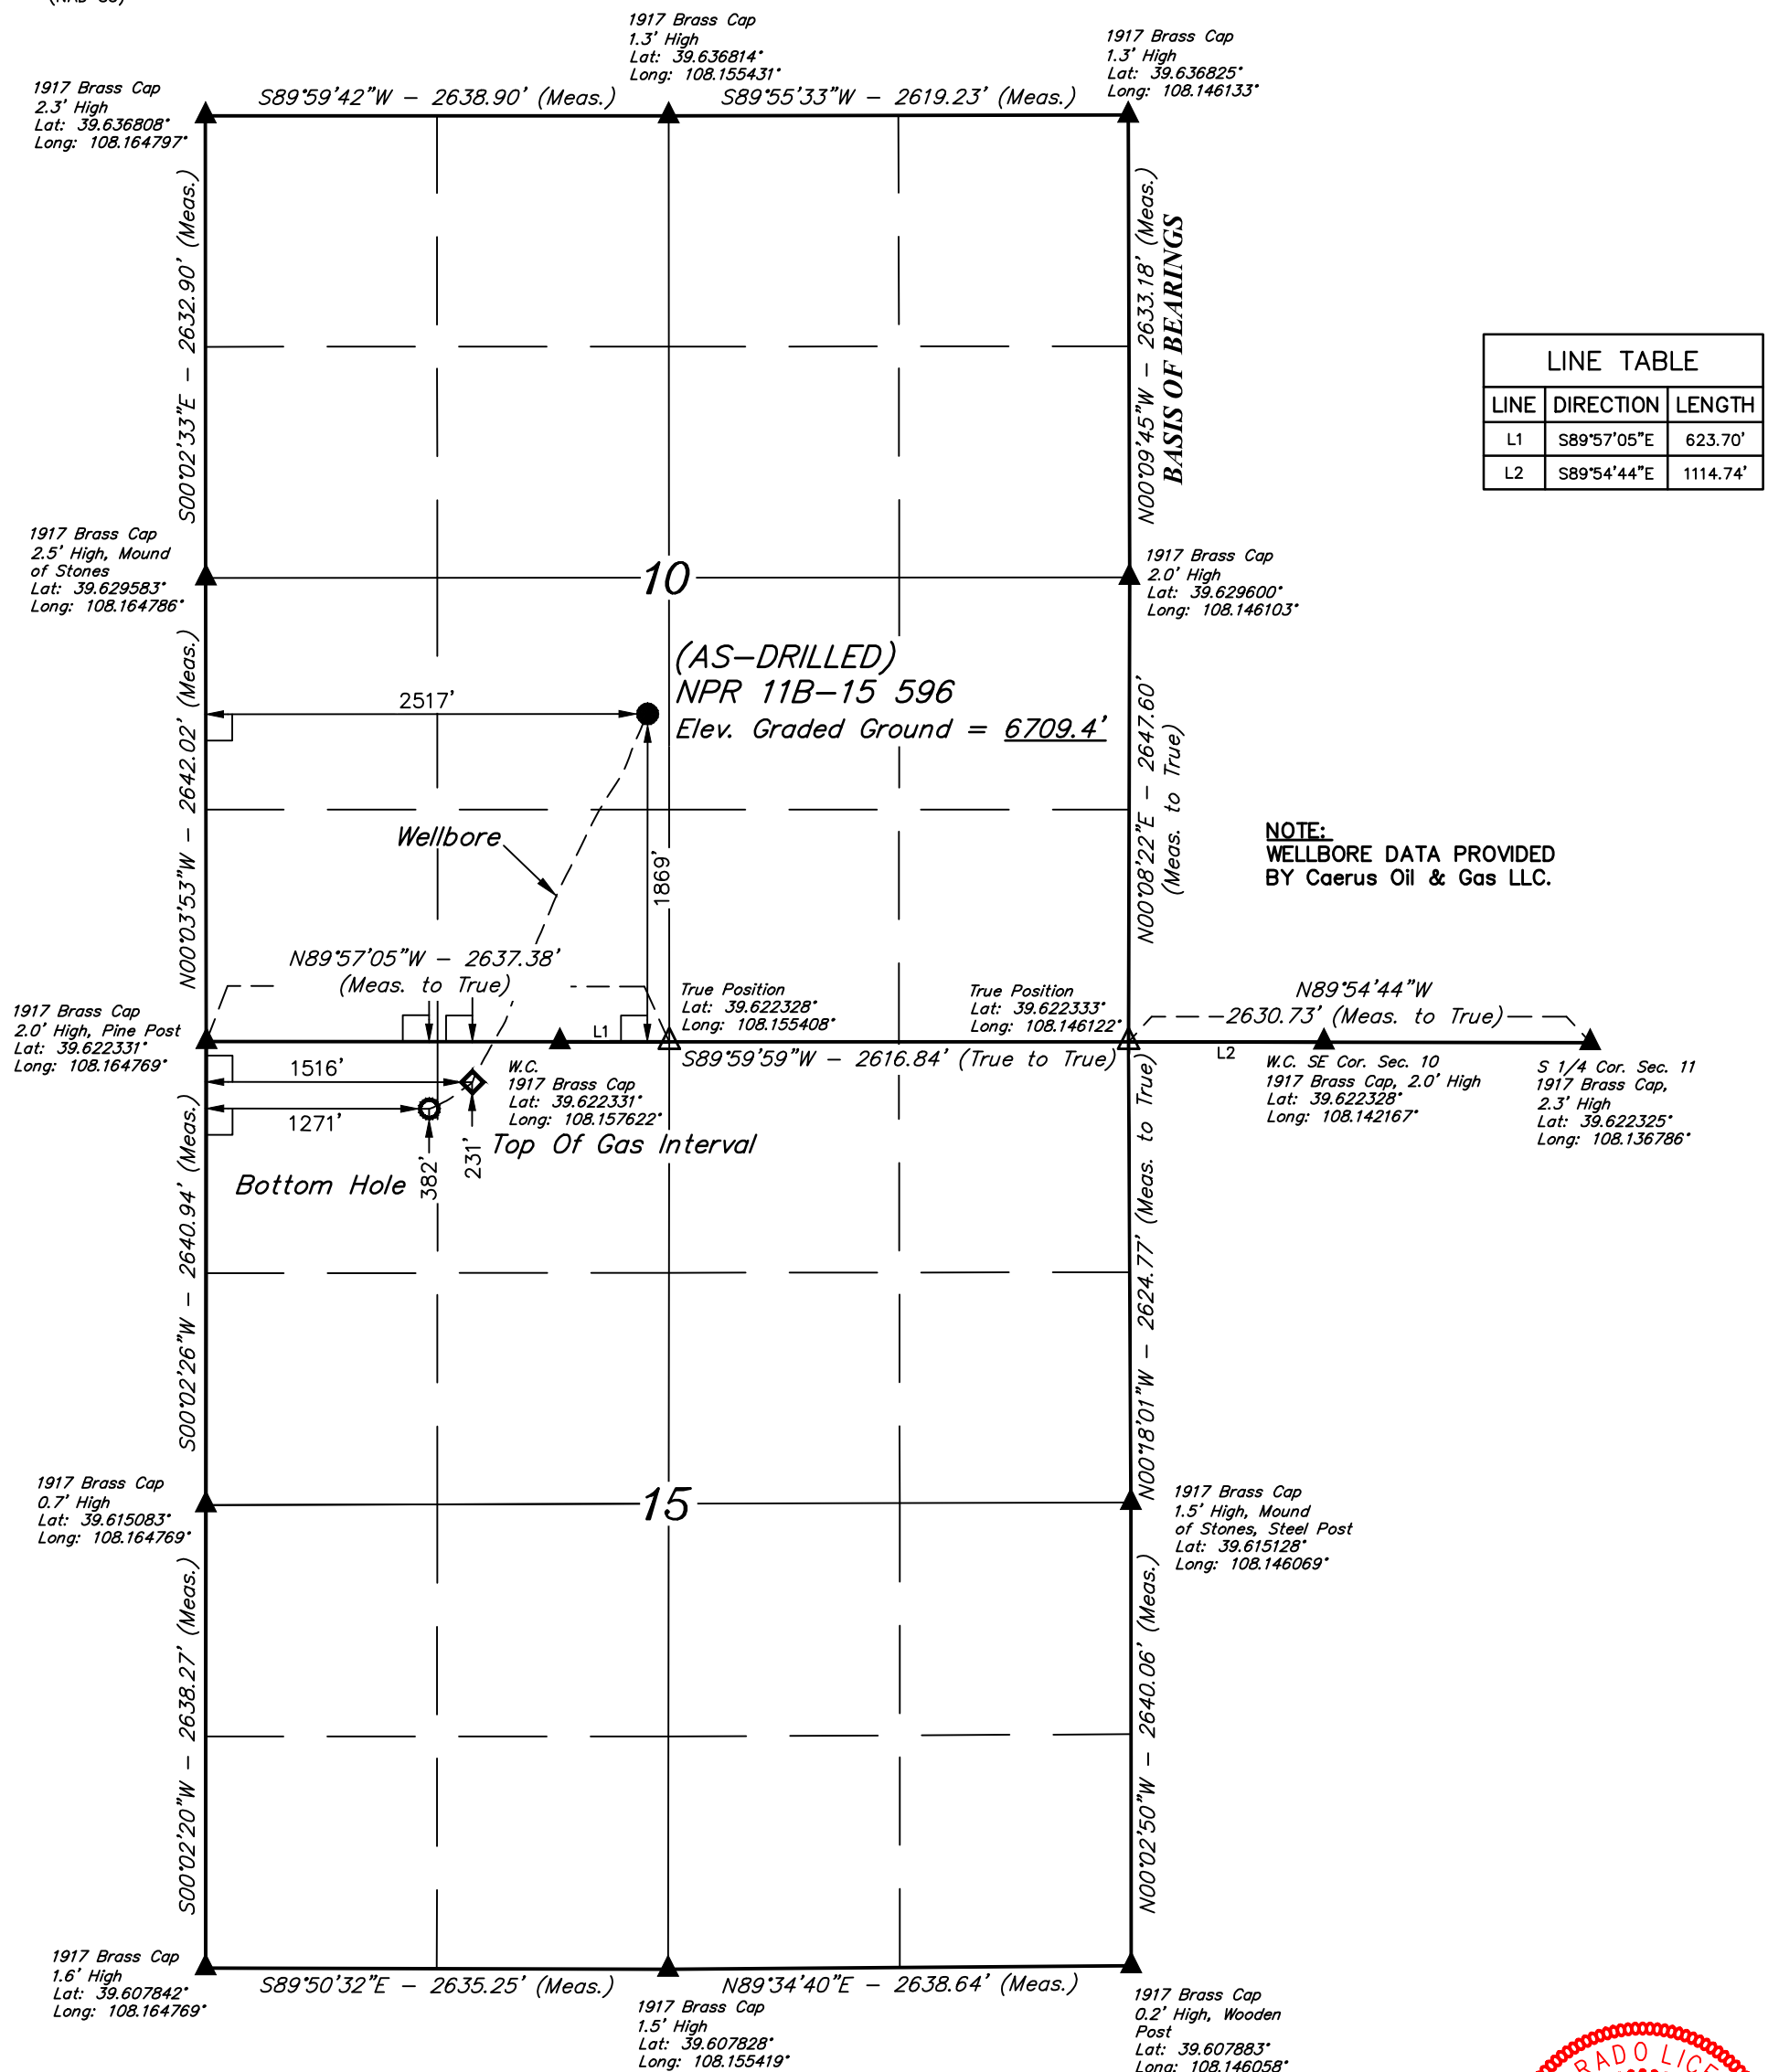 1917 Brass Cap
1.3' High
Lat: 39.636814°
Long: 108.155431°
1917 Brass Cap
1.3' High
Lat: 39.636825°
Long: 108.146133°
1917 Brass Cap
2.3' High
Lat: 39.636808°
Long: 108.164797°
S89°59'42"W - 2638.90' (Meas.)
S89°55'33"W - 2619.23' (Meas.)
S00°02'33"E - 2632.90' (Meas.)
N00°09'45"W - 2633.18' (Meas.)
BASIS OF BEARINGS
LINE TABLE
LINE DIRECTION LENGTH
L1 S89°57'05"E 623.70'
L2 S89°54'44"E 1114.74'
1917 Brass Cap
2.5' High, Mound
of Stones
Lat: 39.629583°
Long: 108.164786°
10
1917 Brass Cap
2.0' High
Lat: 39.629600°
Long: 108.146103°
(AS-DRILLED)
NPR 11B-15 596
Elev. Graded Ground = 6709.4'
2517'
N00°03'53"W - 2642.02' (Meas.)
N00°08'22"E - 2647.60'
(Meas. to True)
Wellbore
1869'
NOTE:
WELLBORE DATA PROVIDED
BY Caerus Oil & Gas LLC.
N89°57'05"W - 2637.38'
(Meas. to True)
1917 Brass Cap
2.0' High, Pine Post
Lat: 39.622331°
Long: 108.164769°
L1
True Position
Lat: 39.622328°
Long: 108.155408°
True Position
Lat: 39.622333°
Long: 108.146122°
N89°54'44"W
2630.73' (Meas. to True)
S89°59'59"W - 2616.84' (True to True)
L2
1516'
1271'
W.C.
1917 Brass Cap
Lat: 39.622331°
Long: 108.157622°
W.C. SE Cor. Sec. 10
1917 Brass Cap, 2.0' High
Lat: 39.622328°
Long: 108.142167°
S 1/4 Cor. Sec. 11
1917 Brass Cap,
2.3' High
Lat: 39.622325°
Long: 108.136786°
Top Of Gas Interval
231'
382'
Bottom Hole
S00°02'26"W - 2640.94' (Meas.)
N00°18'01"W - 2624.77' (Meas. to True)
1917 Brass Cap
0.7' High
Lat: 39.615083°
Long: 108.164769°
15
1917 Brass Cap
1.5' High, Mound
of Stones, Steel Post
Lat: 39.615128°
Long: 108.146069°
S00°02'20"W - 2638.27' (Meas.)
N00°02'50"W - 2640.06' (Meas.)
1917 Brass Cap
1.6' High
Lat: 39.607842°
Long: 108.164769°
S89°50'32"E - 2635.25' (Meas.)
N89°34'40"E - 2638.64' (Meas.)
1917 Brass Cap
1.5' High
Lat: 39.607828°
Long: 108.155419°
1917 Brass Cap
0.2' High, Wooden
Post
Lat: 39.607883°
Long: 108.146058°